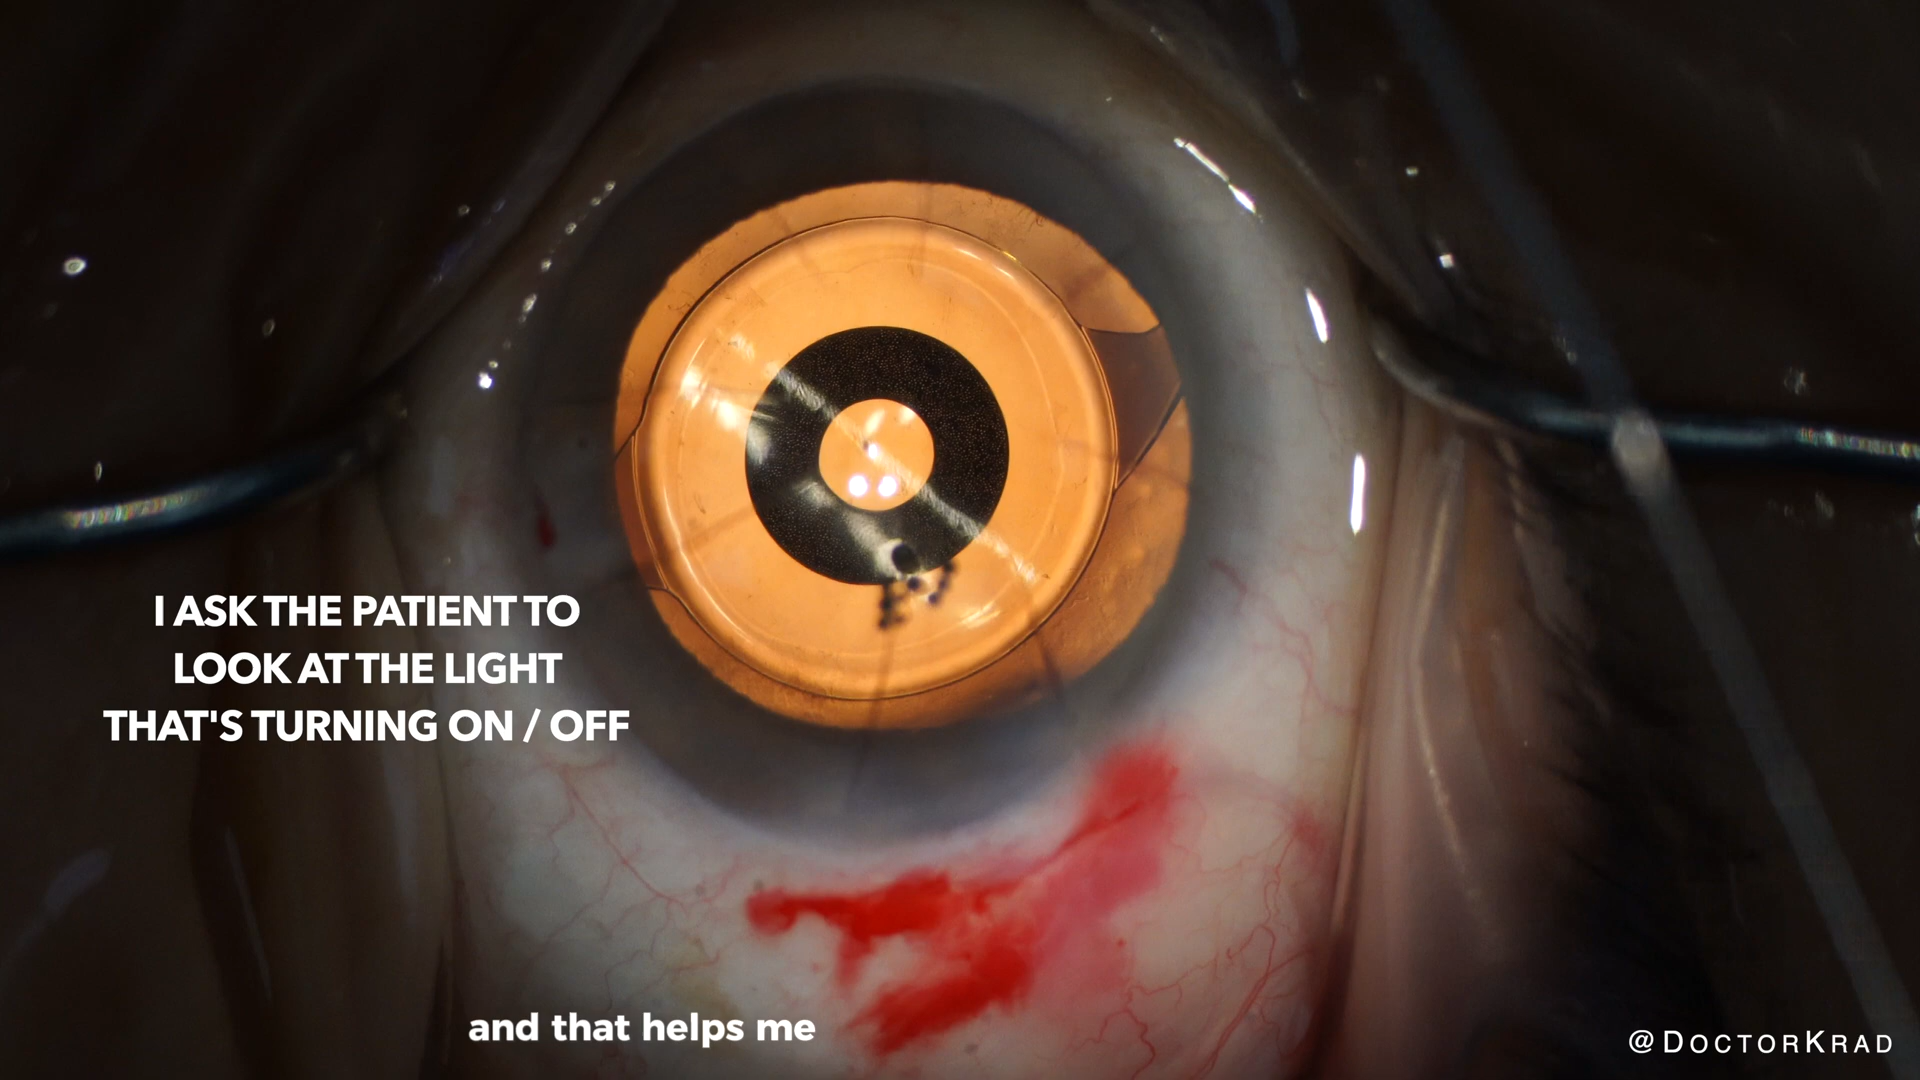 I ASK THE PATIENT TO
LOOK AT THE LIGHT
THAT'S TURNING ON / OFF
and that helps me
@DOCTORKRAD